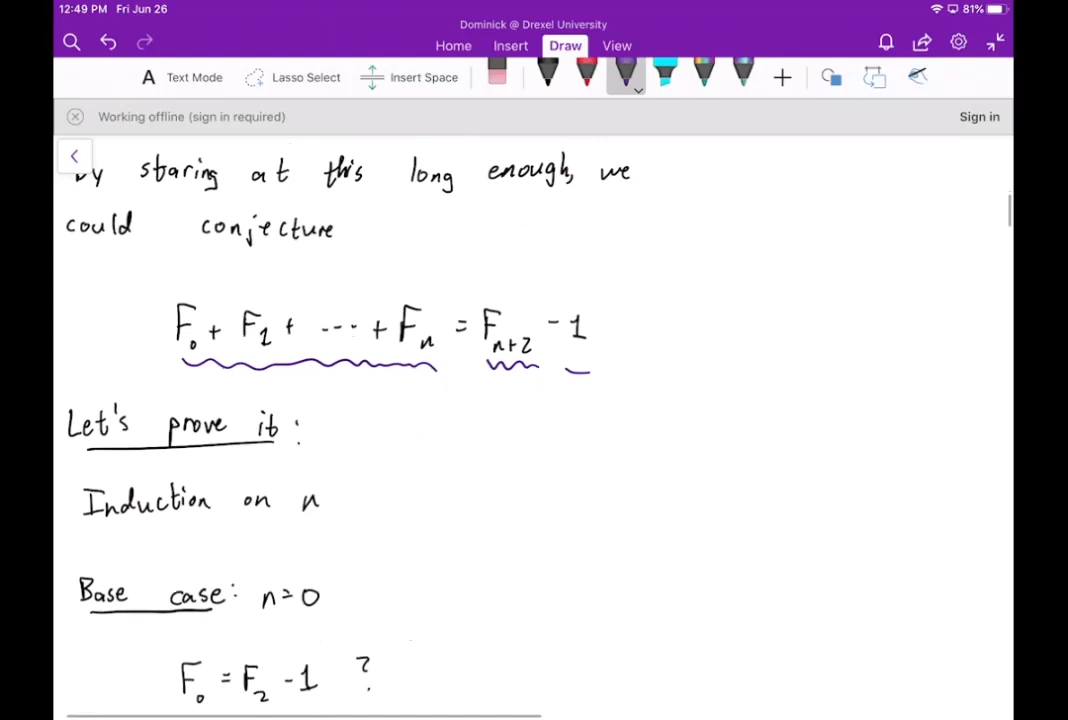 12:49 PM Fri Jun 26
81%
Dominick @ Drexel University
Home Insert Draw View
A Text Mode Lasso Select Insert Space
Working offline (sign in required) Sign in
By staring at this long enough, we
could conjecture
F₀ + F₁ + ... + Fₙ = Fₙ₊₂ - 1
Let's prove it:
Induction on n
Base case: n=0
F₀ = F₂ - 1 ?